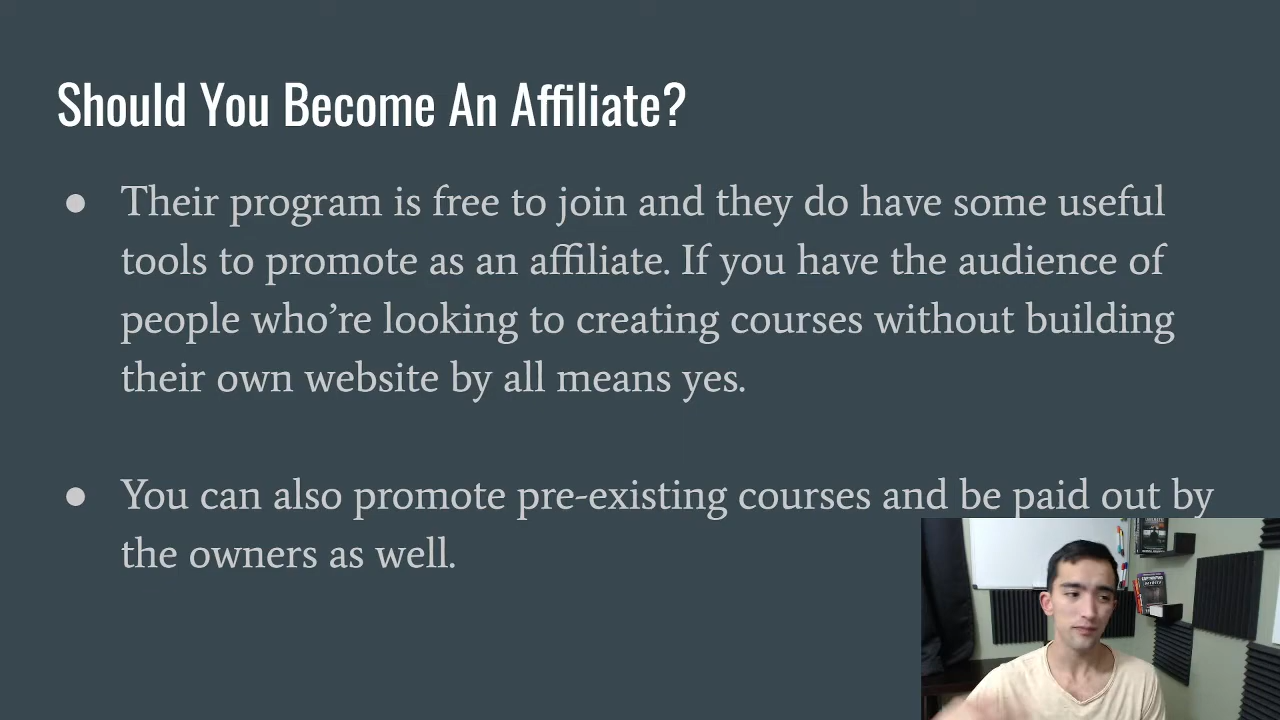 Should You Become An Affiliate?
● Their program is free to join and they do have some useful
tools to promote as an affiliate. If you have the audience of
people who’re looking to creating courses without building
their own website by all means yes.
● You can also promote pre-existing courses and be paid out by
the owners as well.